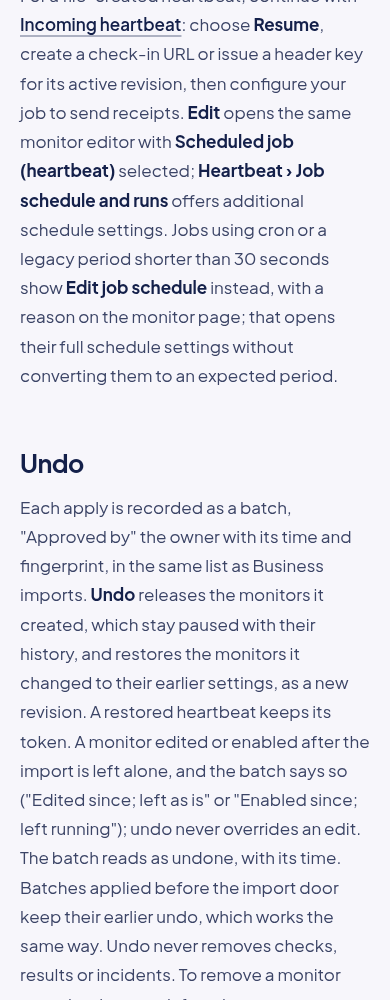 Incoming heartbeat: choose Resume,
create a check-in URL or issue a header key
for its active revision, then configure your
job to send receipts. Edit opens the same
monitor editor with Scheduled job
(heartbeat) selected; Heartbeat › Job
schedule and runs offers additional
schedule settings. Jobs using cron or a
legacy period shorter than 30 seconds
show Edit job schedule instead, with a
reason on the monitor page; that opens
their full schedule settings without
converting them to an expected period.
Undo
Each apply is recorded as a batch,
"Approved by" the owner with its time and
fingerprint, in the same list as Business
imports. Undo releases the monitors it
created, which stay paused with their
history, and restores the monitors it
changed to their earlier settings, as a new
revision. A restored heartbeat keeps its
token. A monitor edited or enabled after the
import is left alone, and the batch says so
("Edited since; left as is" or "Enabled since;
left running"); undo never overrides an edit.
The batch reads as undone, with its time.
Batches applied before the import door
keep their earlier undo, which works the
same way. Undo never removes checks,
results or incidents. To remove a monitor